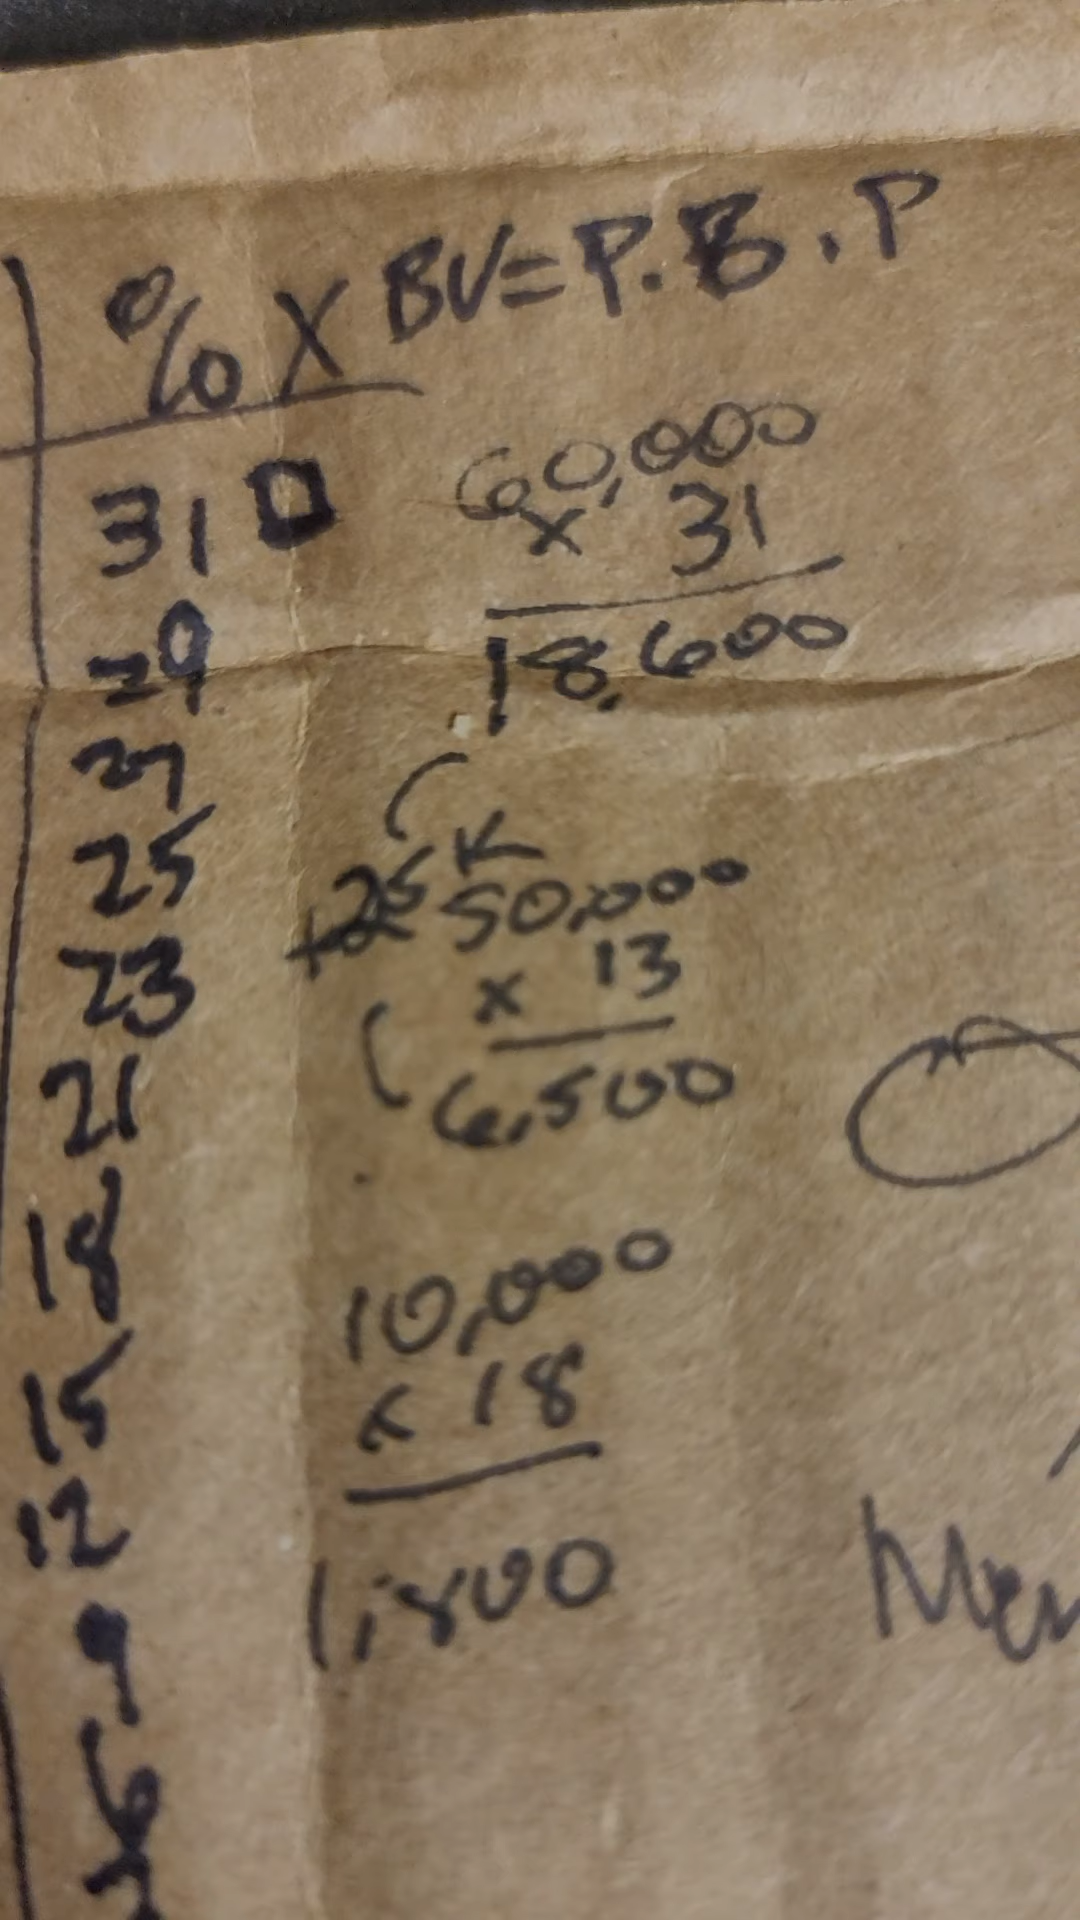 % X BV = P.B.P
31 60,000
x 31
29 18,600
27
25 +25K 50,000
23 x 13
21 6,500
18 10,000
15 x 18
12 1,800
9
6